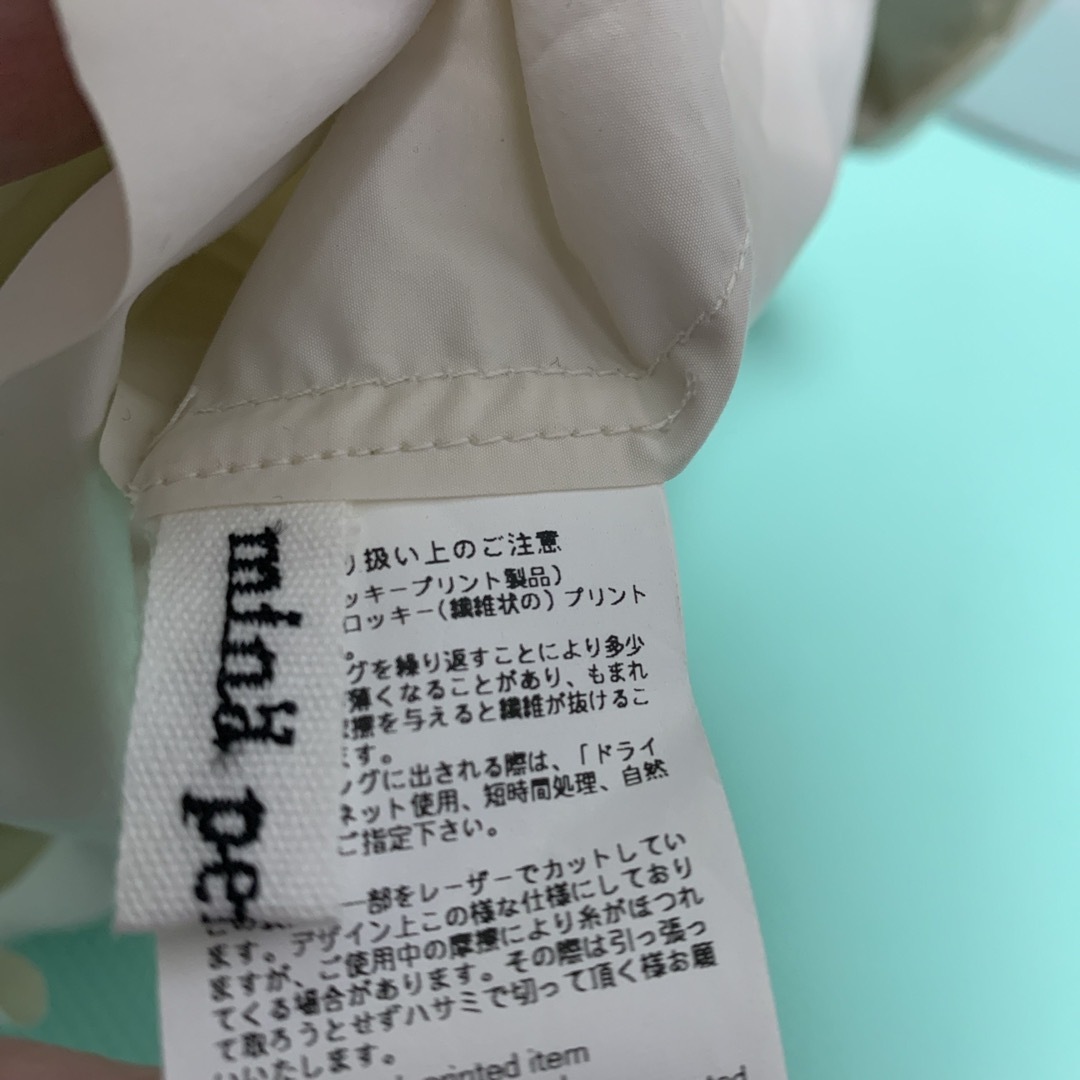 minä pe
り扱い上のご注意
ッキープリント製品)
ロッキー(繊維状の)プリント
。
グを繰り返すことにより多少
薄くなることがあり、もまれ
擦を与えると繊維が抜けるこ
ます。
ングに出される際は、「ドライ
ネット使用、短時間処理、自然
ご指定下さい。
一部をレーザーでカットしてい
ます。デザイン上この様な仕様にしており
ますが、ご使用中の摩擦により糸がほつれ
てくる場合があります。その際は引っ張っ
て取ろうとせずハサミで切って頂く様お願
いいたします。
printed item